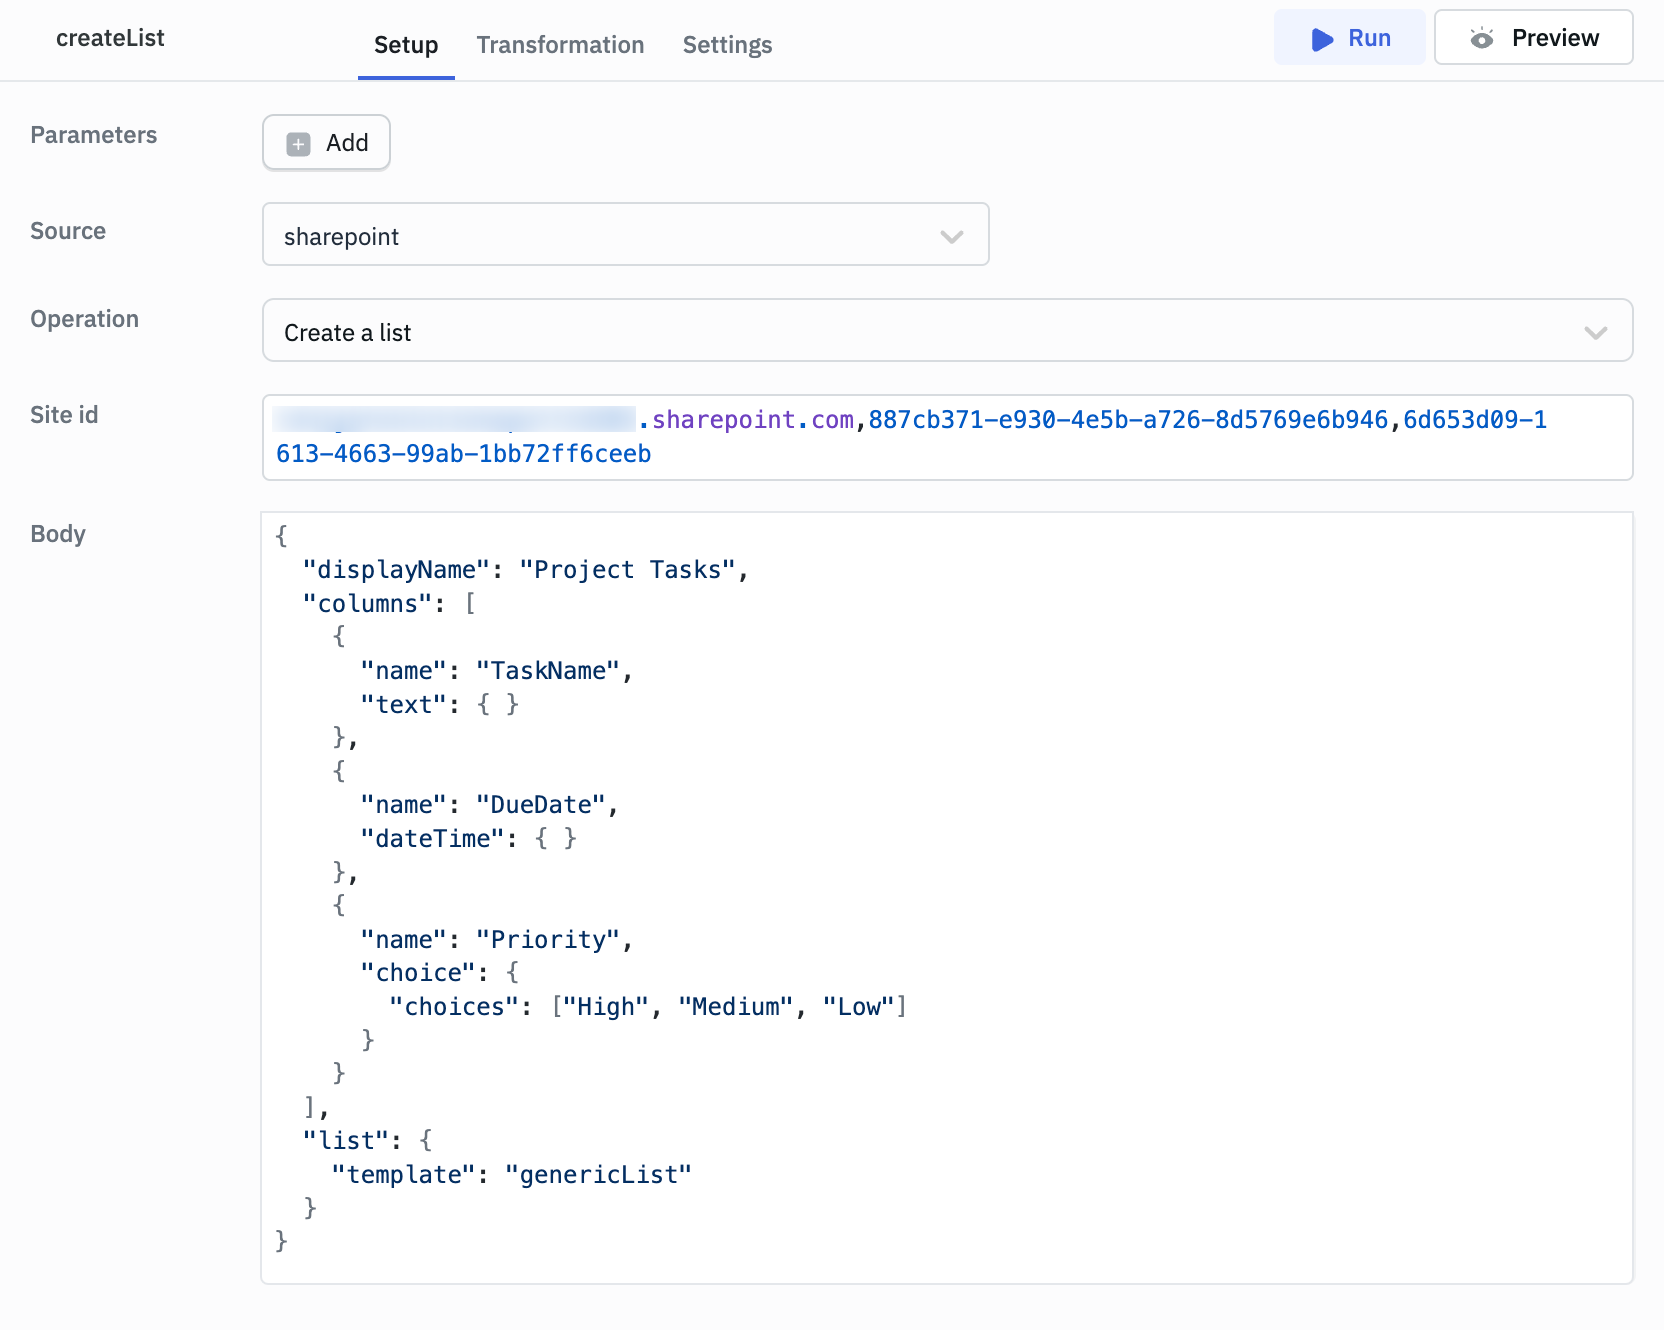 createList
Setup Transformation Settings
Run Preview
Parameters Add
Source sharepoint
Operation Create a list
Site id .sharepoint.com,887cb371-e930-4e5b-a726-8d5769e6b946,6d653d09-1
613-4663-99ab-1bb72ff6ceeb
Body {
"displayName": "Project Tasks",
"columns": [
{
"name": "TaskName",
"text": { }
},
{
"name": "DueDate",
"dateTime": { }
},
{
"name": "Priority",
"choice": {
"choices": ["High", "Medium", "Low"]
}
}
],
"list": {
"template": "genericList"
}
}